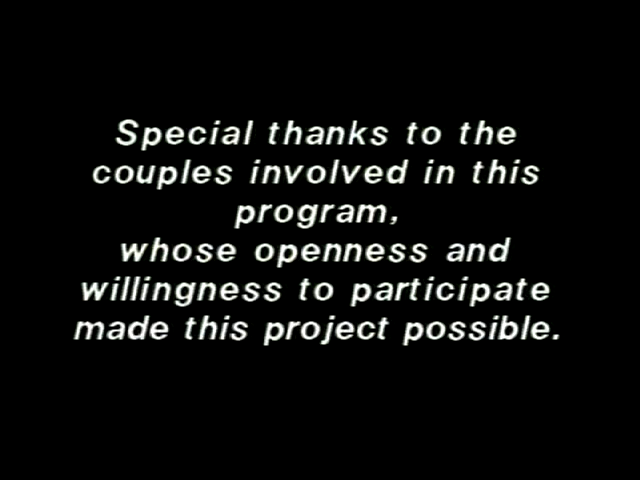 Special thanks to the
couples involved in this
program,
whose openness and
willingness to participate
made this project possible.